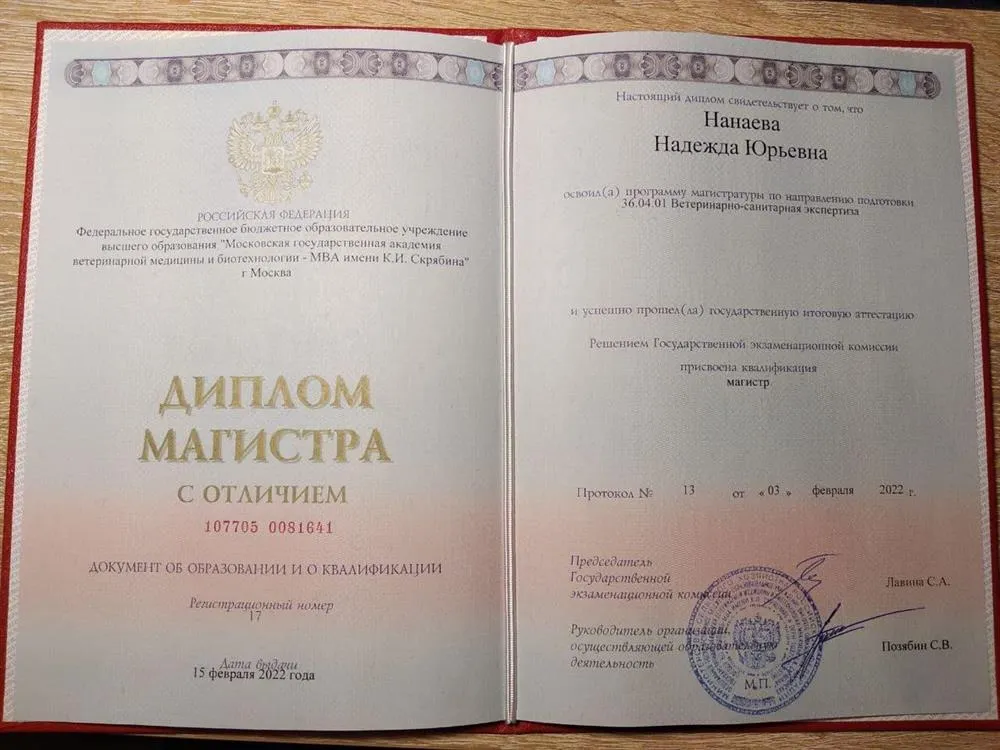 РОССИЙСКАЯ ФЕДЕРАЦИЯ
Федеральное государственное бюджетное образовательное учреждение
высшего образования "Московская государственная академия
ветеринарной медицины и биотехнологии - МВА имени К.И. Скрябина"
г Москва
ДИПЛОМ
МАГИСТРА
С ОТЛИЧИЕМ
107705 0081641
ДОКУМЕНТ ОБ ОБРАЗОВАНИИ И О КВАЛИФИКАЦИИ
Регистрационный номер
17
Дата выдачи
15 февраля 2022 года
Настоящий диплом свидетельствует о том, что
Нанаева
Надежда Юрьевна
освоил(а) программу магистратуры по направлению подготовки
36.04.01 Ветеринарно-санитарная экспертиза
и успешно прошел(ла) государственную итоговую аттестацию
Решением Государственной экзаменационной комиссии
присвоена квалификация
магистр
Протокол № 13 от « 03 » февраля 2022 г.
Председатель
Государственной
экзаменационной комиссии
Лавина С.А.
Руководитель организации,
осуществляющей образовательную
деятельность
Позябин С.В.
М.П.